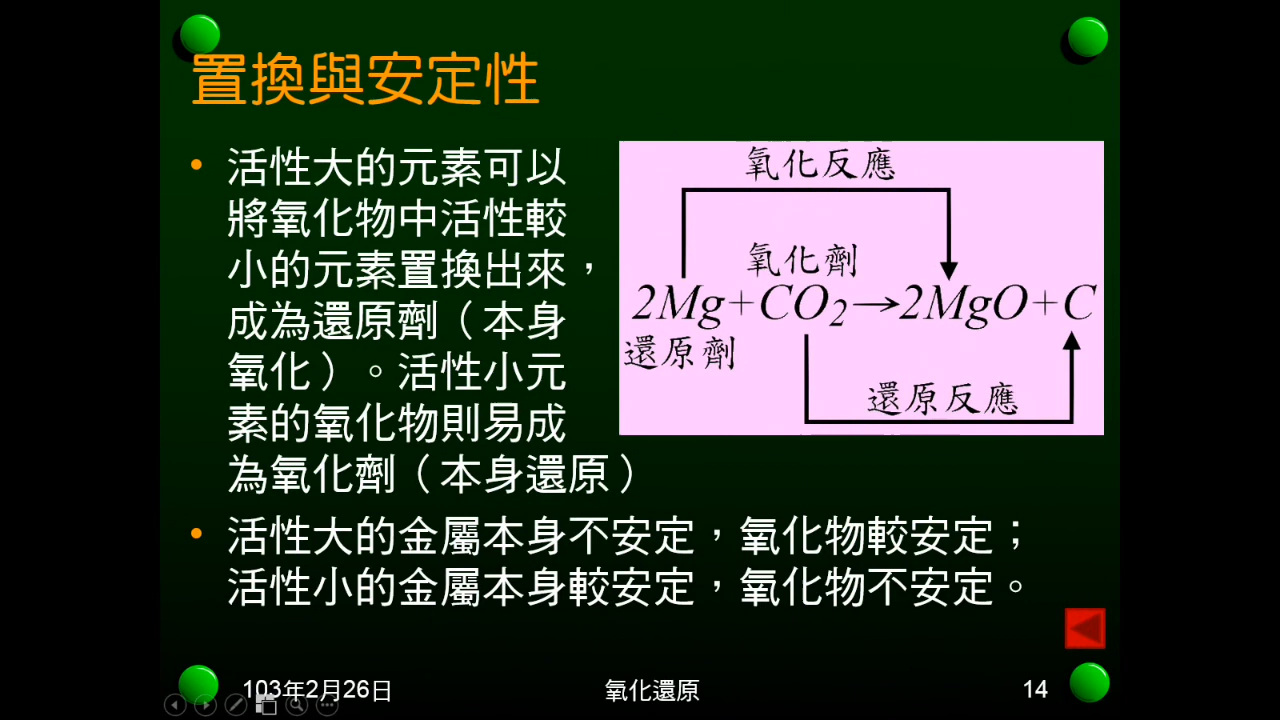 置換與安定性
活性大的元素可以
將氧化物中活性較
小的元素置換出來，
成為還原劑（本身
氧化）。活性小元
素的氧化物則易成
為氧化劑（本身還原）
氧化反應
氧化劑
2Mg+CO₂→2MgO+C
還原劑
還原反應
活性大的金屬本身不安定，氧化物較安定；
活性小的金屬本身較安定，氧化物不安定。
103年2月26日
氧化還原
14